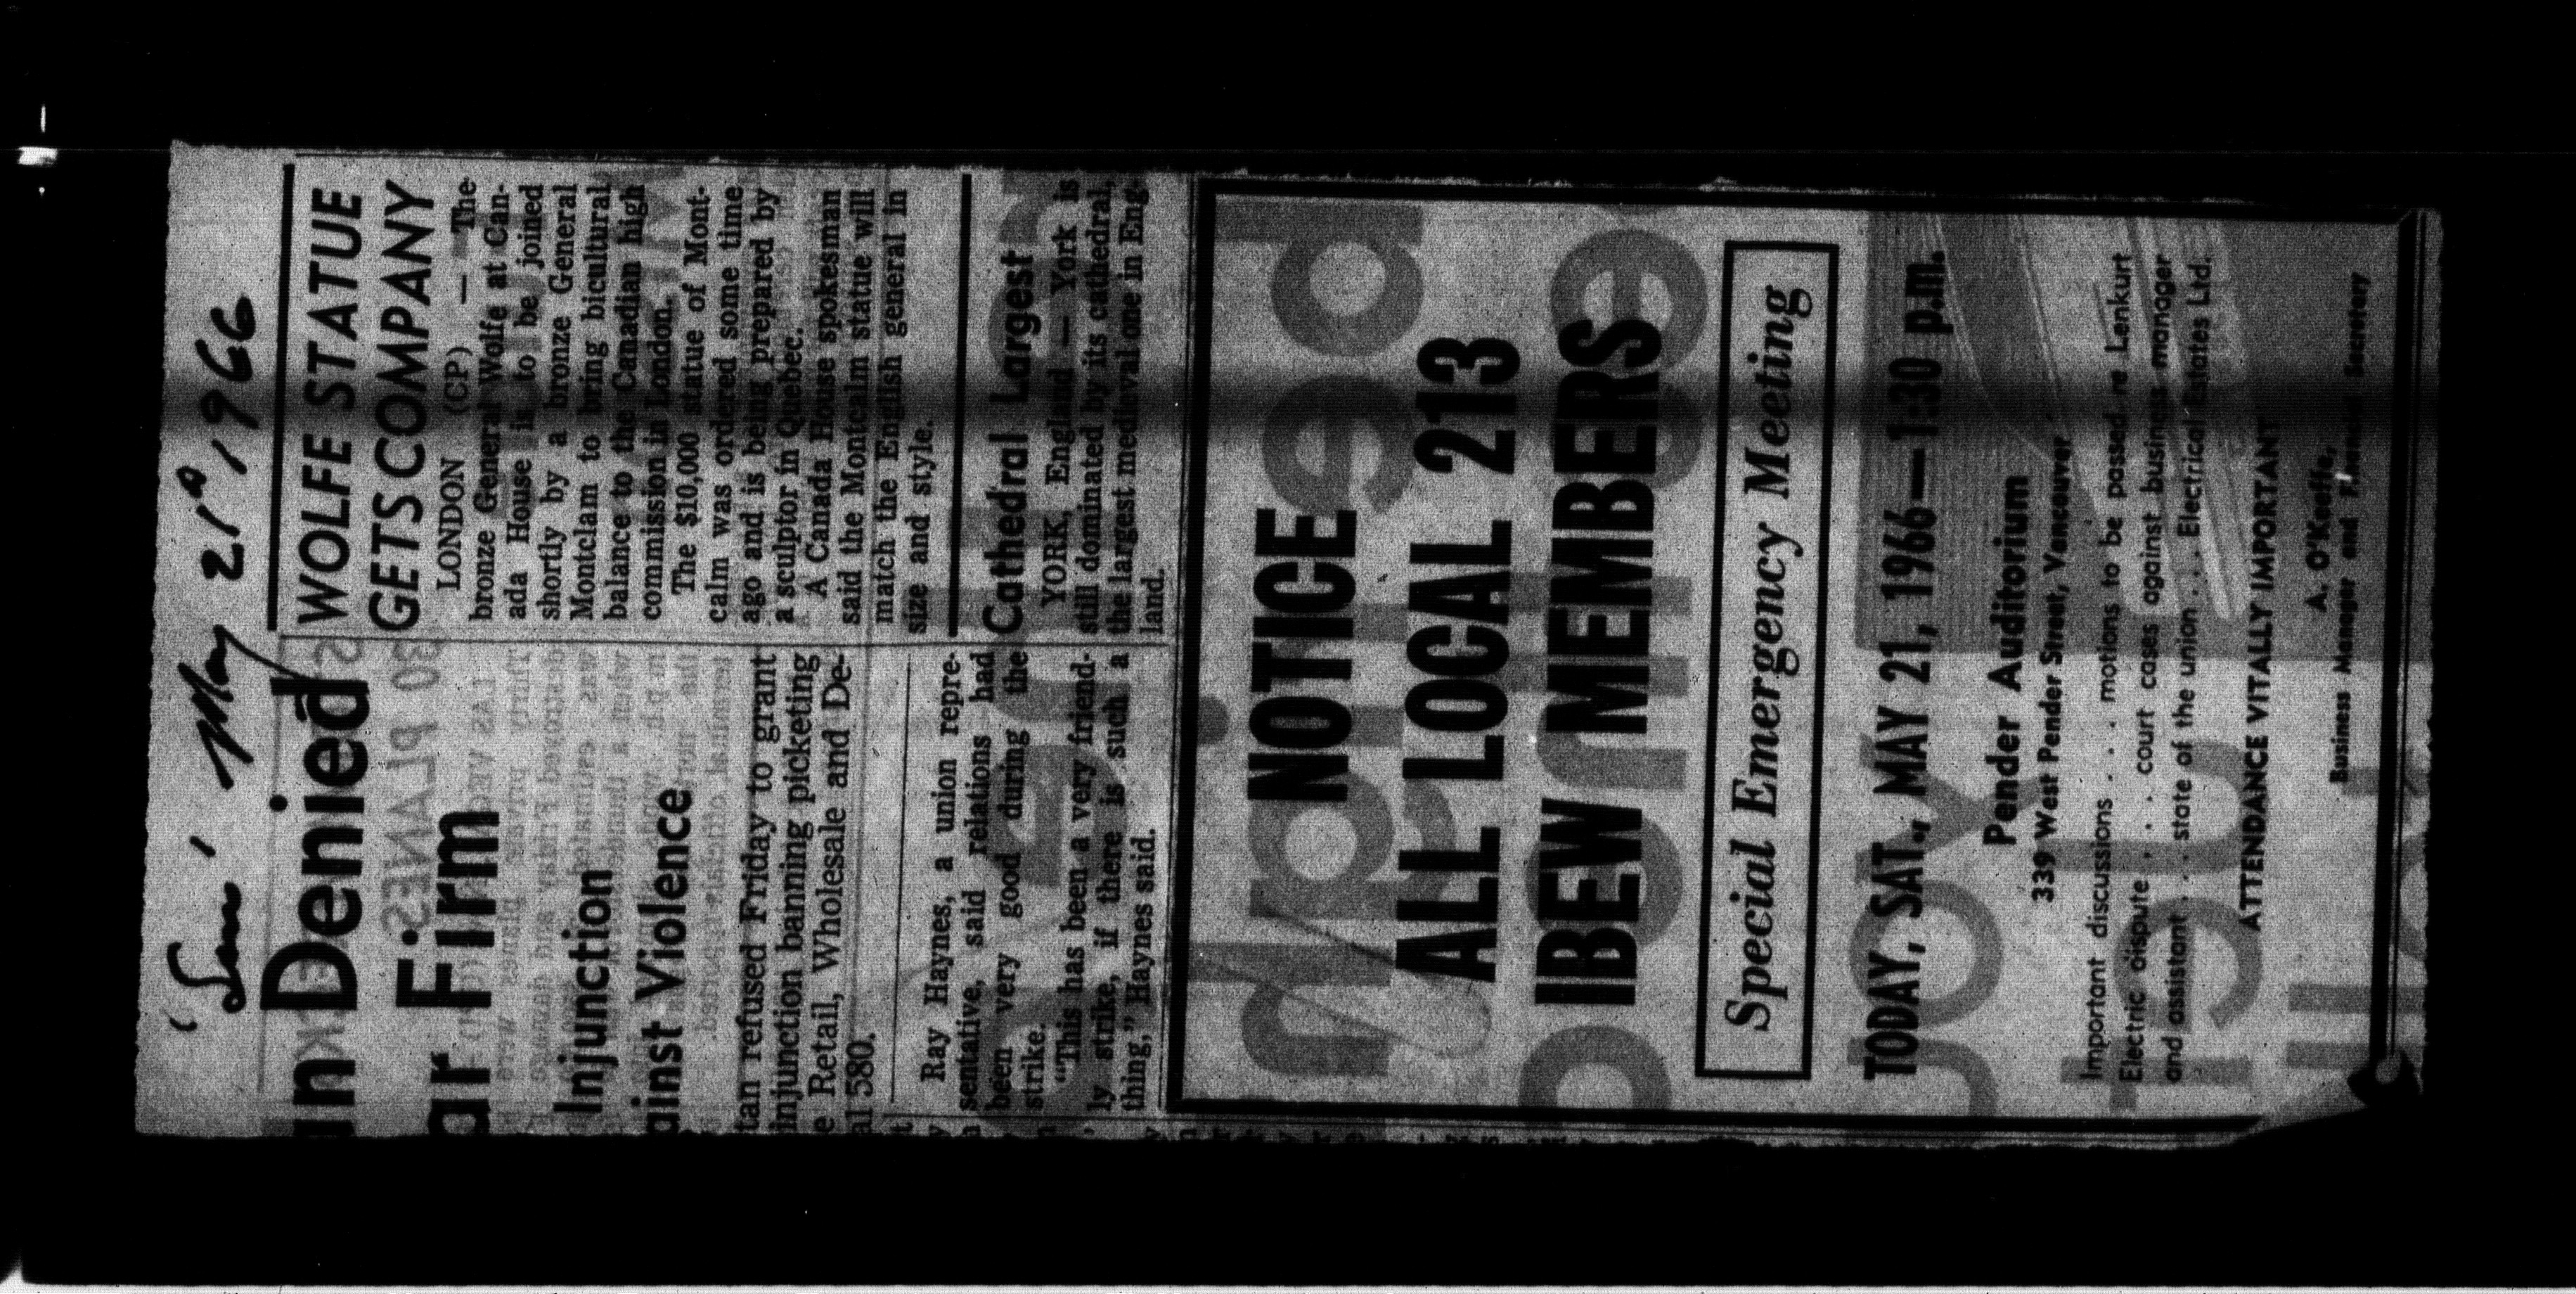 "Sun" May 21st, 1966
an Denied
ar Firm
Injunction
ainst Violence
tan refused Friday to grant
injunction banning picketing
e Retail, Wholesale and De-
al 580.
Ray Haynes, a union repre-
sentative, said relations had
been very good during the
strike.
"This has been a very friend-
ly strike, if there is such a
thing," Haynes said.
WOLFE STATUE
GETS COMPANY
LONDON (CP) — The
bronze General Wolfe at Can-
ada House is to be joined
shortly by a bronze General
Montclam to bring bicultural
balance to the Canadian high
commission in London.
The $10,000 statue of Mont-
calm was ordered some time
ago and is being prepared by
a sculptor in Quebec.
A Canada House spokesman
said the Montcalm statue will
match the English general in
size and style.
Cathedral Largest
YORK, England — York is
still dominated by its cathedral,
the largest medieval one in Eng-
land.
NOTICE
ALL LOCAL 213
IBEW MEMBERS
Special Emergency Meeting
TODAY, SAT., MAY 21, 1966—1:30 p.m.
Pender Auditorium
339 West Pender Street, Vancouver
Important discussions . . . motions to be passed re Lenkurt
Electric dispute . . . court cases against business manager
and assistant . . . state of the union . . . Electrical Estates Ltd.
ATTENDANCE VITALLY IMPORTANT
A. O'Keeffe,
Business Manager and Financial Secretary